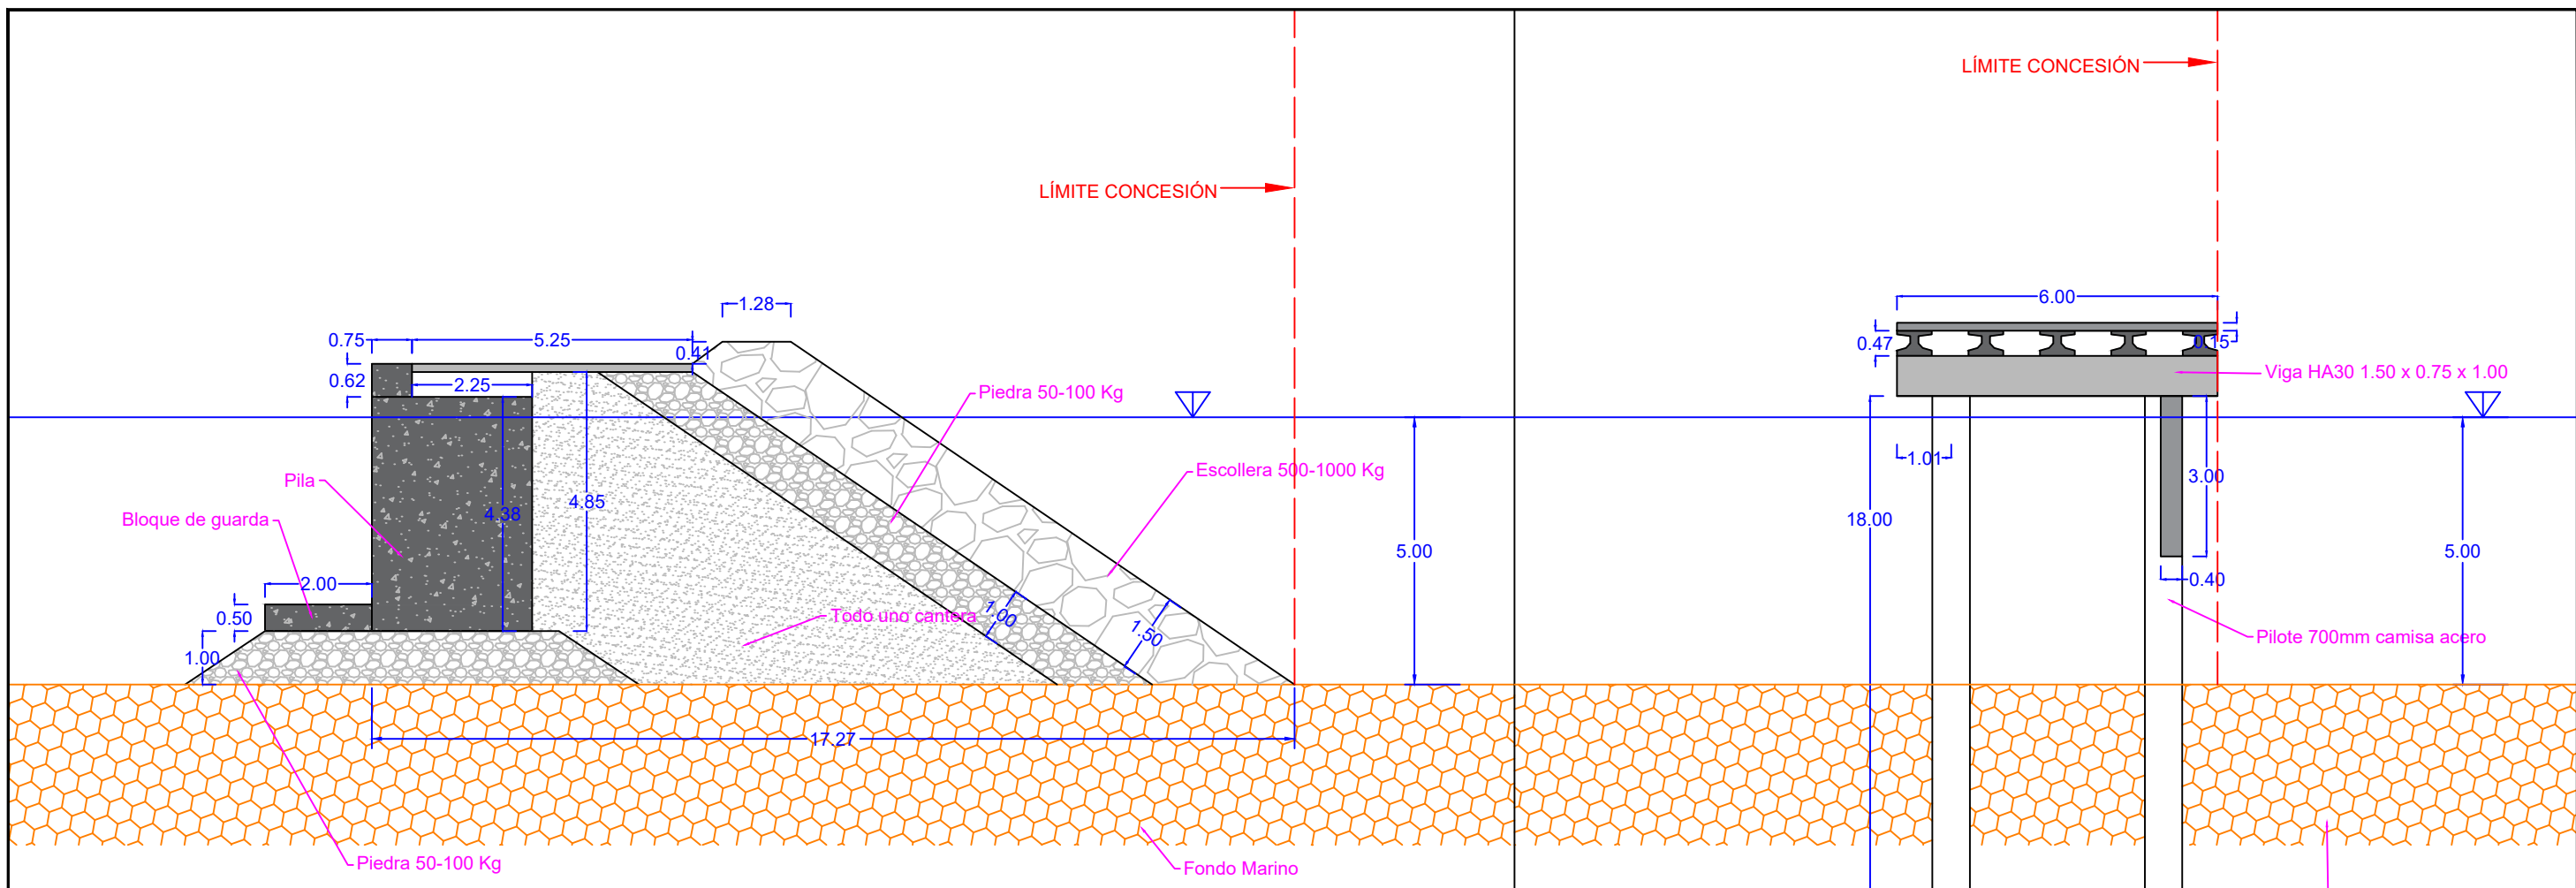 LÍMITE CONCESIÓN
LÍMITE CONCESIÓN
1.28
6.00
0.75
5.25
0.41
0.47
0.15
0.62
2.25
Viga HA30 1.50 x 0.75 x 1.00
Piedra 50-100 Kg
Escollera 500-1000 Kg
1.01
Pila
3.00
4.85
4.38
Bloque de guarda
18.00
5.00
5.00
2.00
0.40
0.50
1.00
Todo uno cantera
1.50
Pilote 700mm camisa acero
1.00
17.27
Piedra 50-100 Kg
Fondo Marino